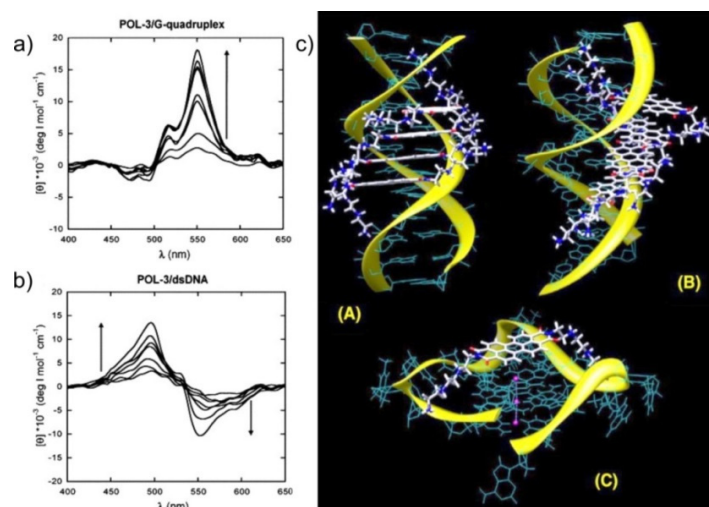 a)
POL-3/G-quadruplex
[θ] *10⁻³ (deg l mol⁻¹ cm⁻¹)
20
15
10
5
0
-5
-10
400 450 500 550 600 650
λ (nm)
b)
POL-3/dsDNA
[θ] *10⁻³ (deg l mol⁻¹ cm⁻¹)
20
15
10
5
0
-5
-10
-15
400 450 500 550 600 650
λ (nm)
c)
(A)
(B)
(C)